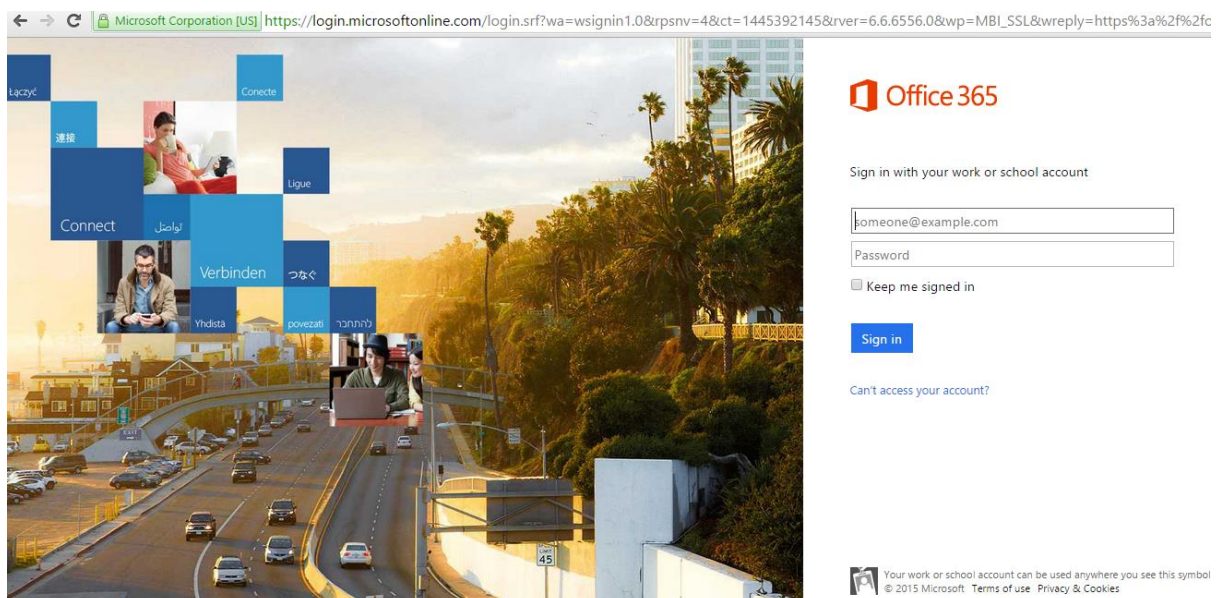 Microsoft Corporation [US] https://login.microsoftonline.com/login.srf?wa=wsignin1.0&rpsnv=4&ct=1445392145&rver=6.6.6556.0&wp=MBI_SSL&wreply=https%3a%2f%2fo
Łączyć
Conecte
連接
Ligue
Connect
تواصل
Verbinden
つなぐ
Yhdistä
povezati
להתחבר
EXIT
LIMIT
45
Office 365
Sign in with your work or school account
someone@example.com
Password
Keep me signed in
Sign in
Can't access your account?
Your work or school account can be used anywhere you see this symbol
© 2015 Microsoft Terms of use Privacy & Cookies